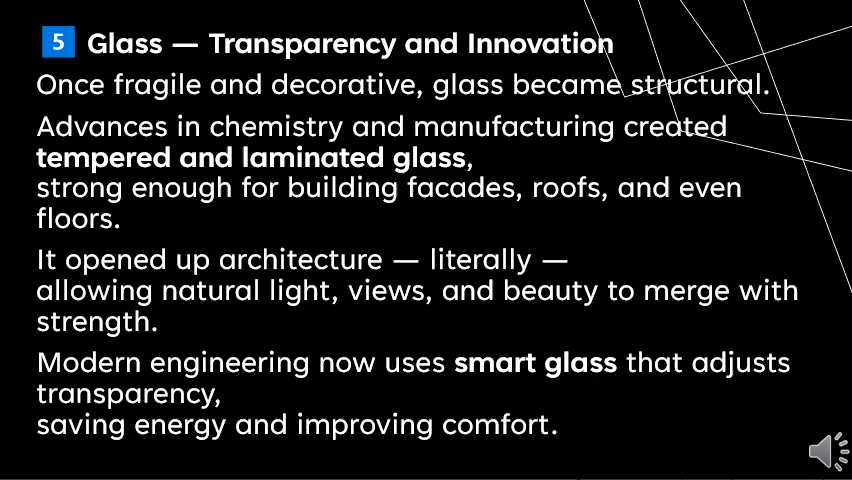 5 Glass — Transparency and Innovation
Once fragile and decorative, glass became structural.
Advances in chemistry and manufacturing created
tempered and laminated glass,
strong enough for building facades, roofs, and even
floors.
It opened up architecture — literally —
allowing natural light, views, and beauty to merge with
strength.
Modern engineering now uses smart glass that adjusts
transparency,
saving energy and improving comfort.